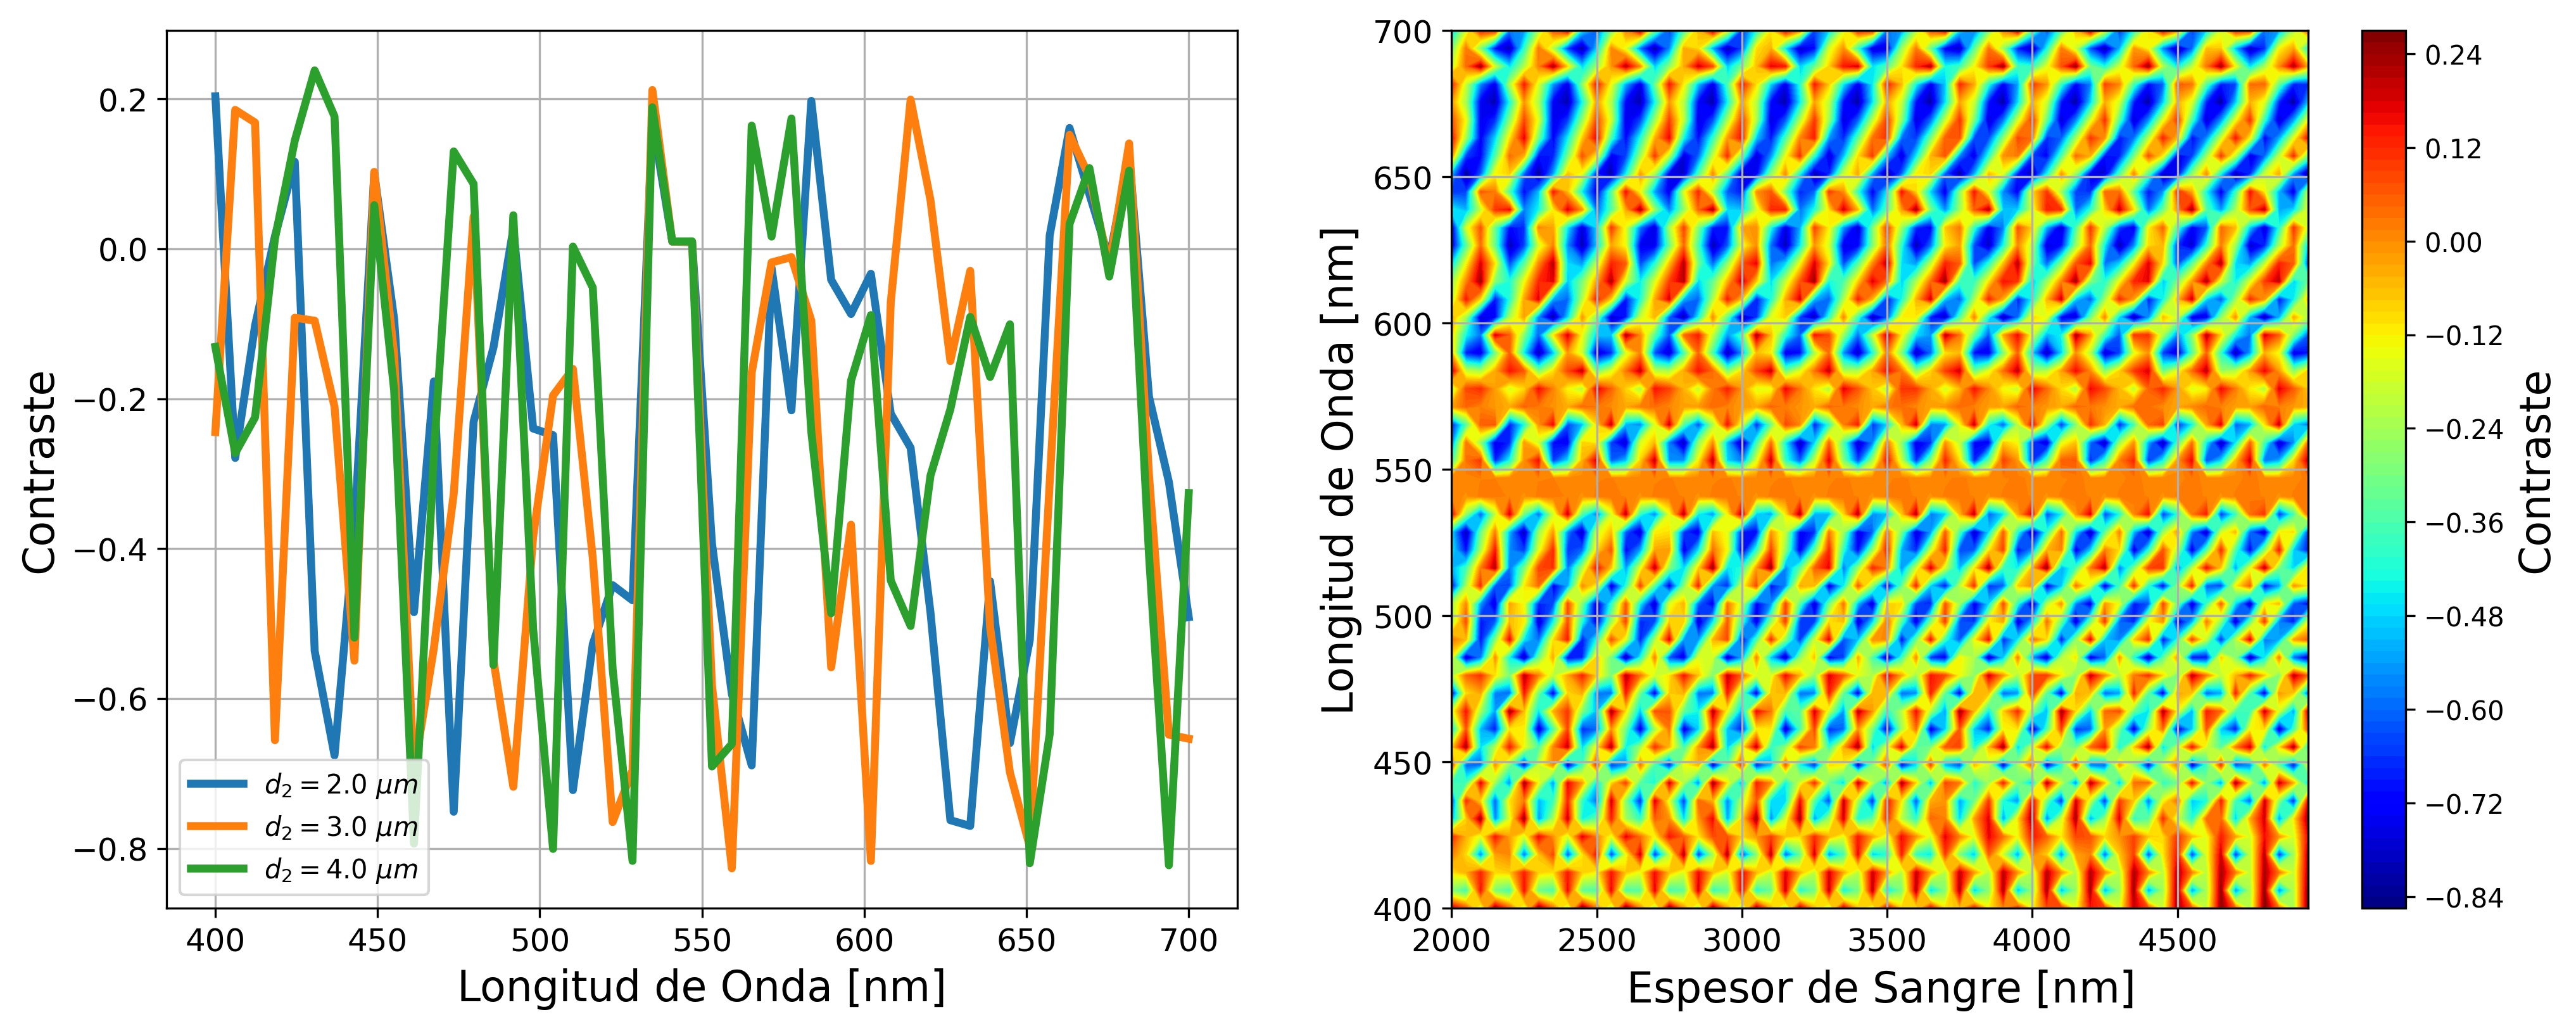 0.2
0.0
−0.2
−0.4
−0.6
−0.8
Contraste
d₂ = 2.0 μm
d₂ = 3.0 μm
d₂ = 4.0 μm
400 450 500 550 600 650 700
Longitud de Onda [nm]
700
650
600
550
500
450
400
Longitud de Onda [nm]
2000 2500 3000 3500 4000 4500
Espesor de Sangre [nm]
0.24
0.12
0.00
−0.12
−0.24
−0.36
−0.48
−0.60
−0.72
−0.84
Contraste